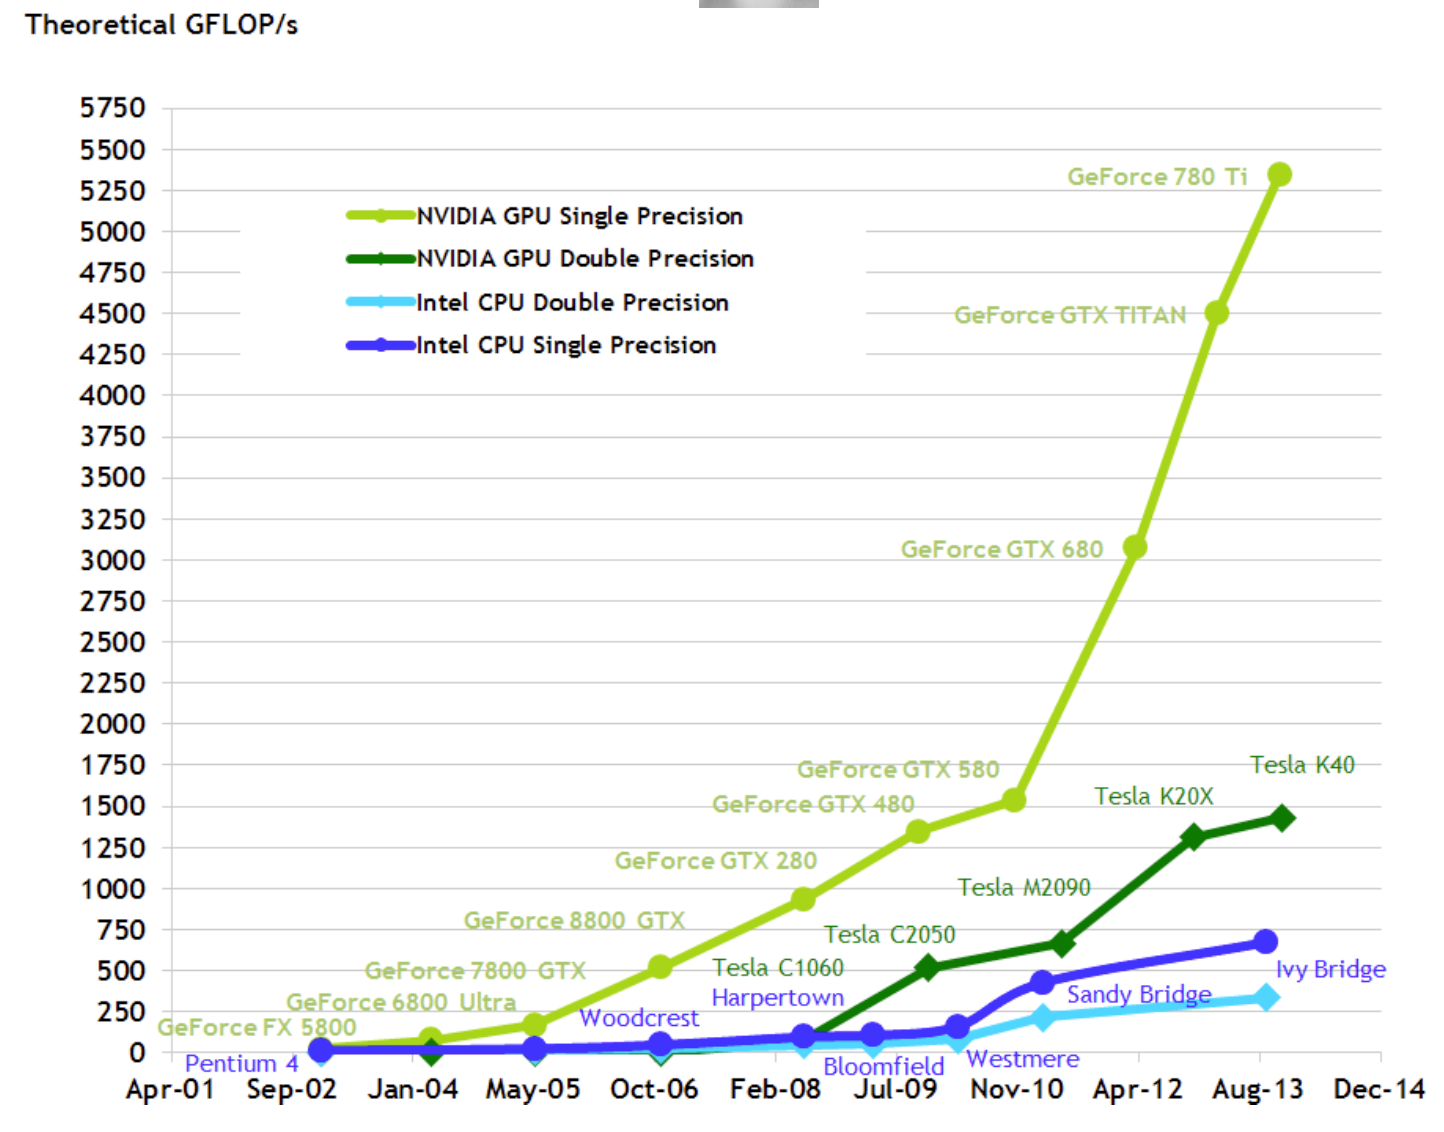 Theoretical GFLOP/s
5750
5500
5250
5000
4750
4500
4250
4000
3750
3500
3250
3000
2750
2500
2250
2000
1750
1500
1250
1000
750
500
250
0
NVIDIA GPU Single Precision
NVIDIA GPU Double Precision
Intel CPU Double Precision
Intel CPU Single Precision
GeForce 780 Ti
GeForce GTX TITAN
GeForce GTX 680
GeForce GTX 580
GeForce GTX 480
GeForce GTX 280
GeForce 8800 GTX
GeForce 7800 GTX
GeForce 6800 Ultra
GeForce FX 5800
Tesla K40
Tesla K20X
Tesla M2090
Tesla C2050
Tesla C1060
Harpertown
Ivy Bridge
Sandy Bridge
Woodcrest
Westmere
Bloomfield
Pentium 4
Apr-01
Sep-02
Jan-04
May-05
Oct-06
Feb-08
Jul-09
Nov-10
Apr-12
Aug-13
Dec-14